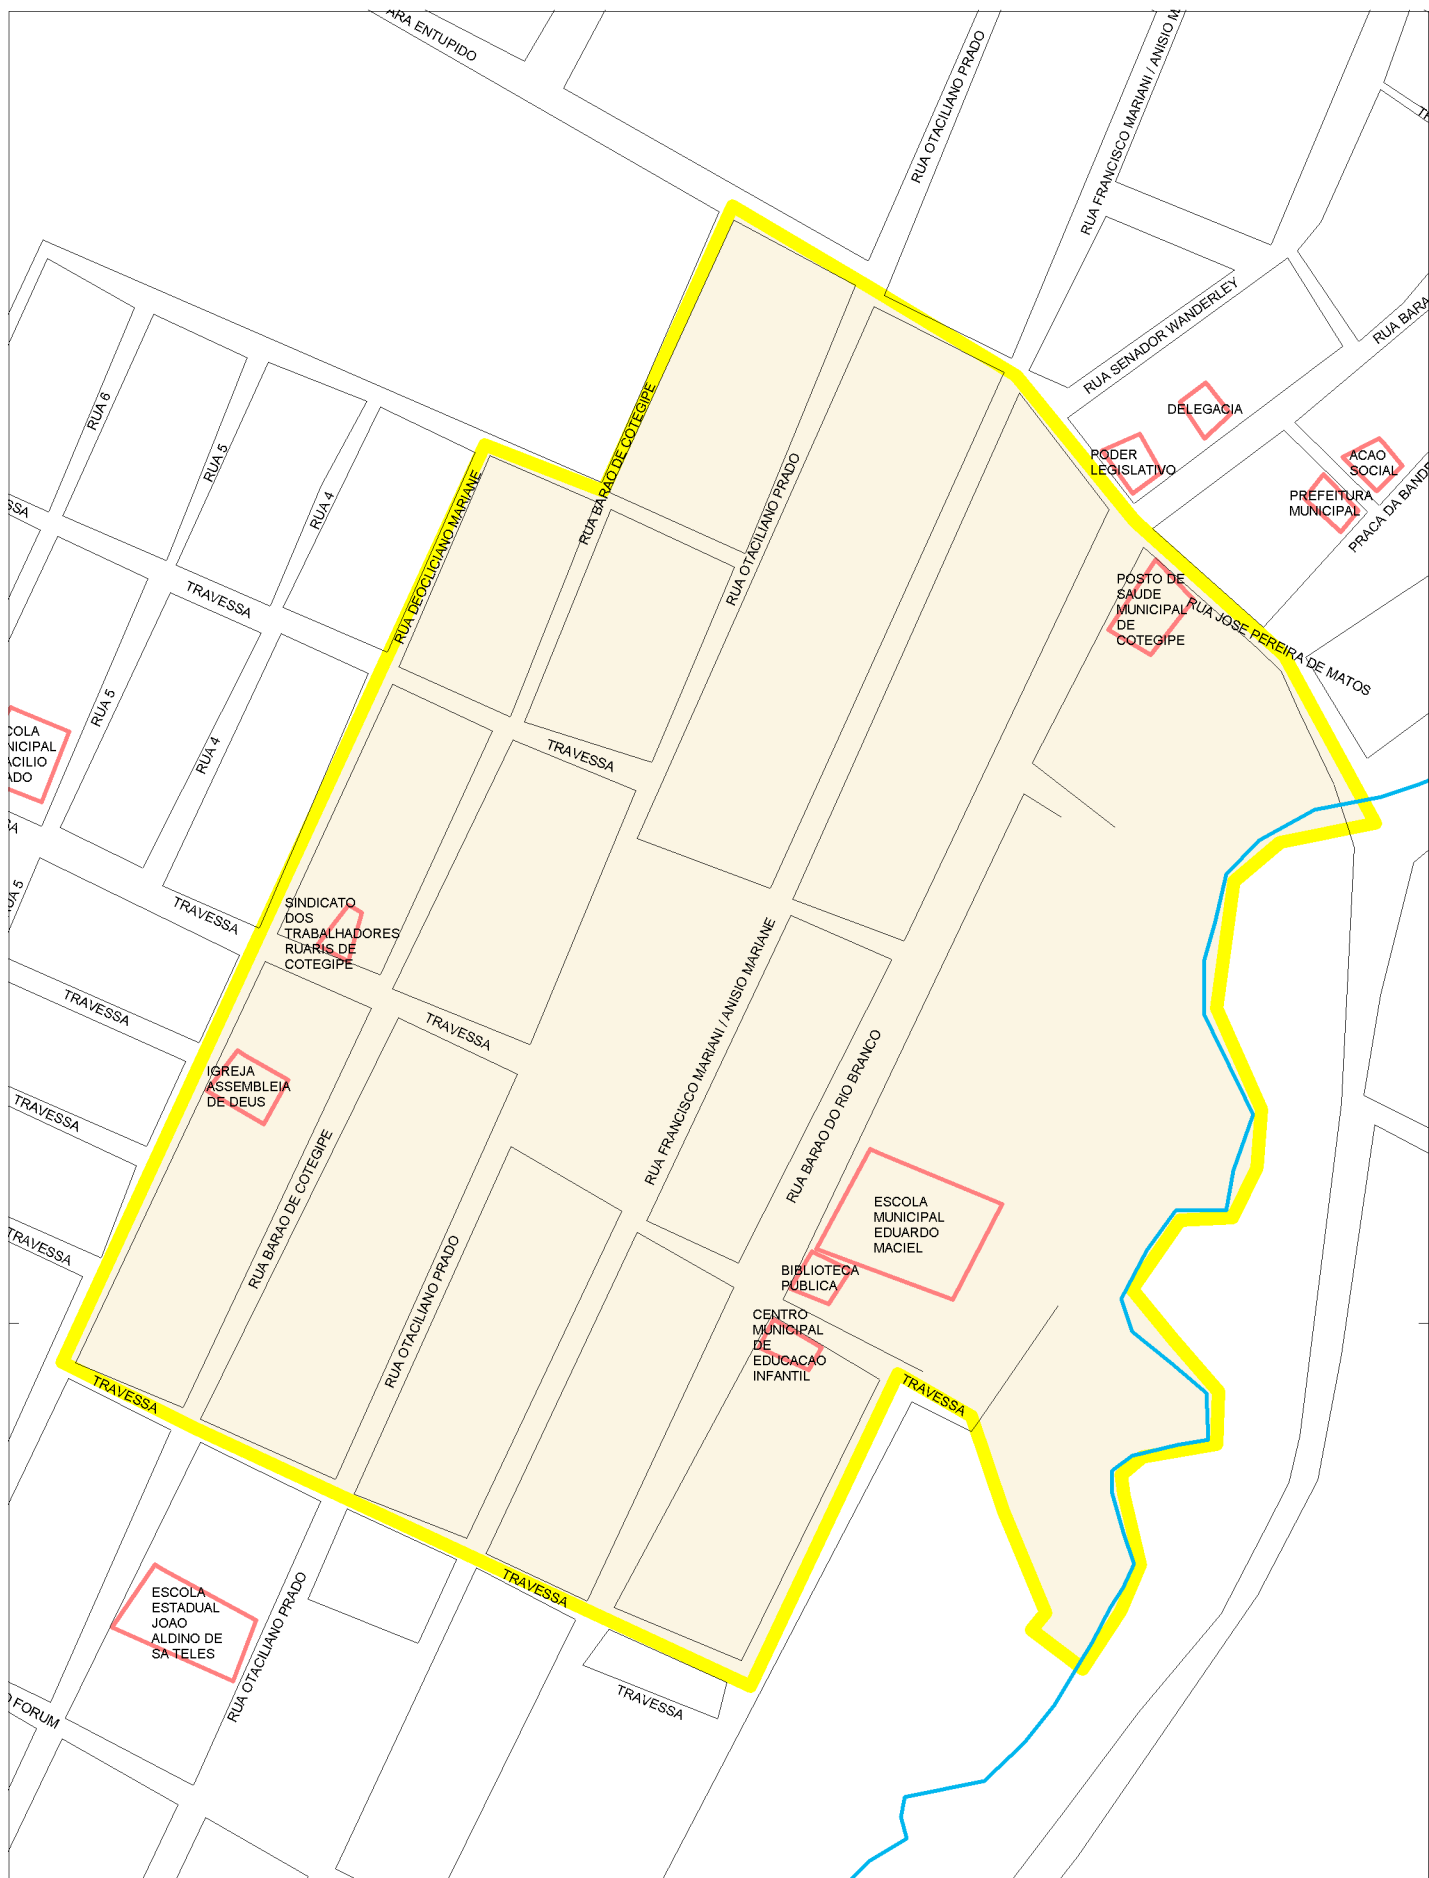 ARA ENTUPIDO
RUA OTACILIANO PRADO
RUA FRANCISCO MARIANI / ANISIO M
RUA SENADOR WANDERLEY
RUA BARA
DELEGACIA
PODER
LEGISLATIVO
ACAO
SOCIAL
PREFEITURA
MUNICIPAL
PRACA DA BANDE
RUA 6
RUA 5
RUA 4
SSA
TRAVESSA
RUA DEOCLICIANO MARIANE
RUA BARAO DE COTEGIPE
RUA OTACILIANO PRADO
POSTO DE
SAUDE
MUNICIPAL
DE
COTEGIPE
RUA JOSE PEREIRA DE MATOS
RUA 5
RUA 4
COLA
NICIPAL
ACILIO
ADO
TRAVESSA
SA
UA 5
TRAVESSA
SINDICATO
DOS
TRABALHADORES
RUARIS DE
COTEGIPE
TRAVESSA
TRAVESSA
RUA FRANCISCO MARIANI / ANISIO MARIANE
IGREJA
ASSEMBLEIA
DE DEUS
TRAVESSA
RUA BARAO DO RIO BRANCO
RUA BARAO DE COTEGIPE
TRAVESSA
RUA OTACILIANO PRADO
ESCOLA
MUNICIPAL
EDUARDO
MACIEL
BIBLIOTECA
PUBLICA
CENTRO
MUNICIPAL
DE
EDUCACAO
INFANTIL
TRAVESSA
TRAVESSA
TRAVESSA
ESCOLA
ESTADUAL
JOAO
ALDINO DE
SA TELES
RUA OTACILIANO PRADO
TRAVESSA
O FORUM